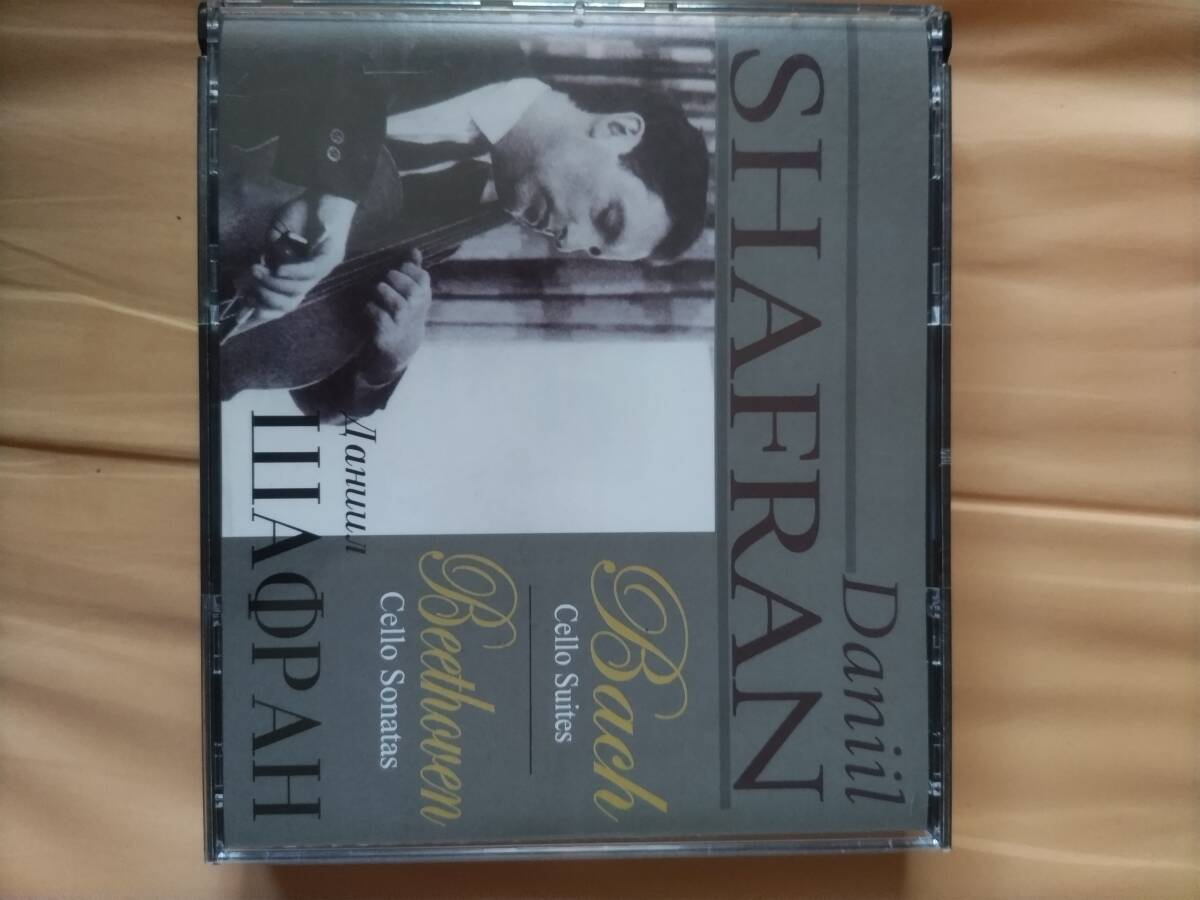 Daniil
SHAFRAN
Bach
Cello Suites
Beethoven
Cello Sonatas
Даниил
ШАФРАН